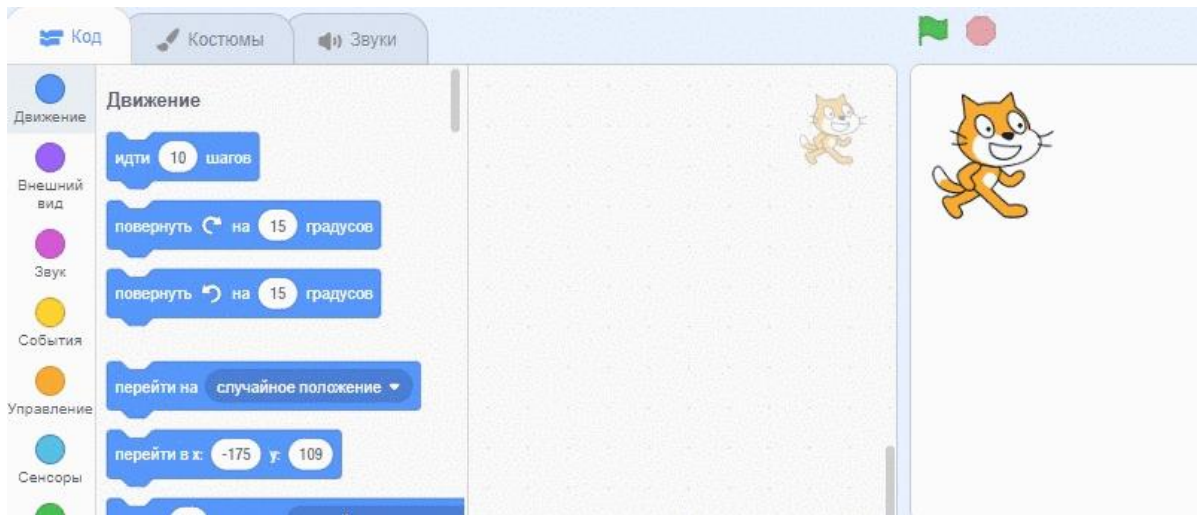 Код
Костюмы
Звуки
Движение
Внешний
вид
Звук
События
Управление
Сенсоры
Движение
идти 10 шагов
повернуть на 15 градусов
повернуть на 15 градусов
перейти на случайное положение
перейти в x: -175 y: 109